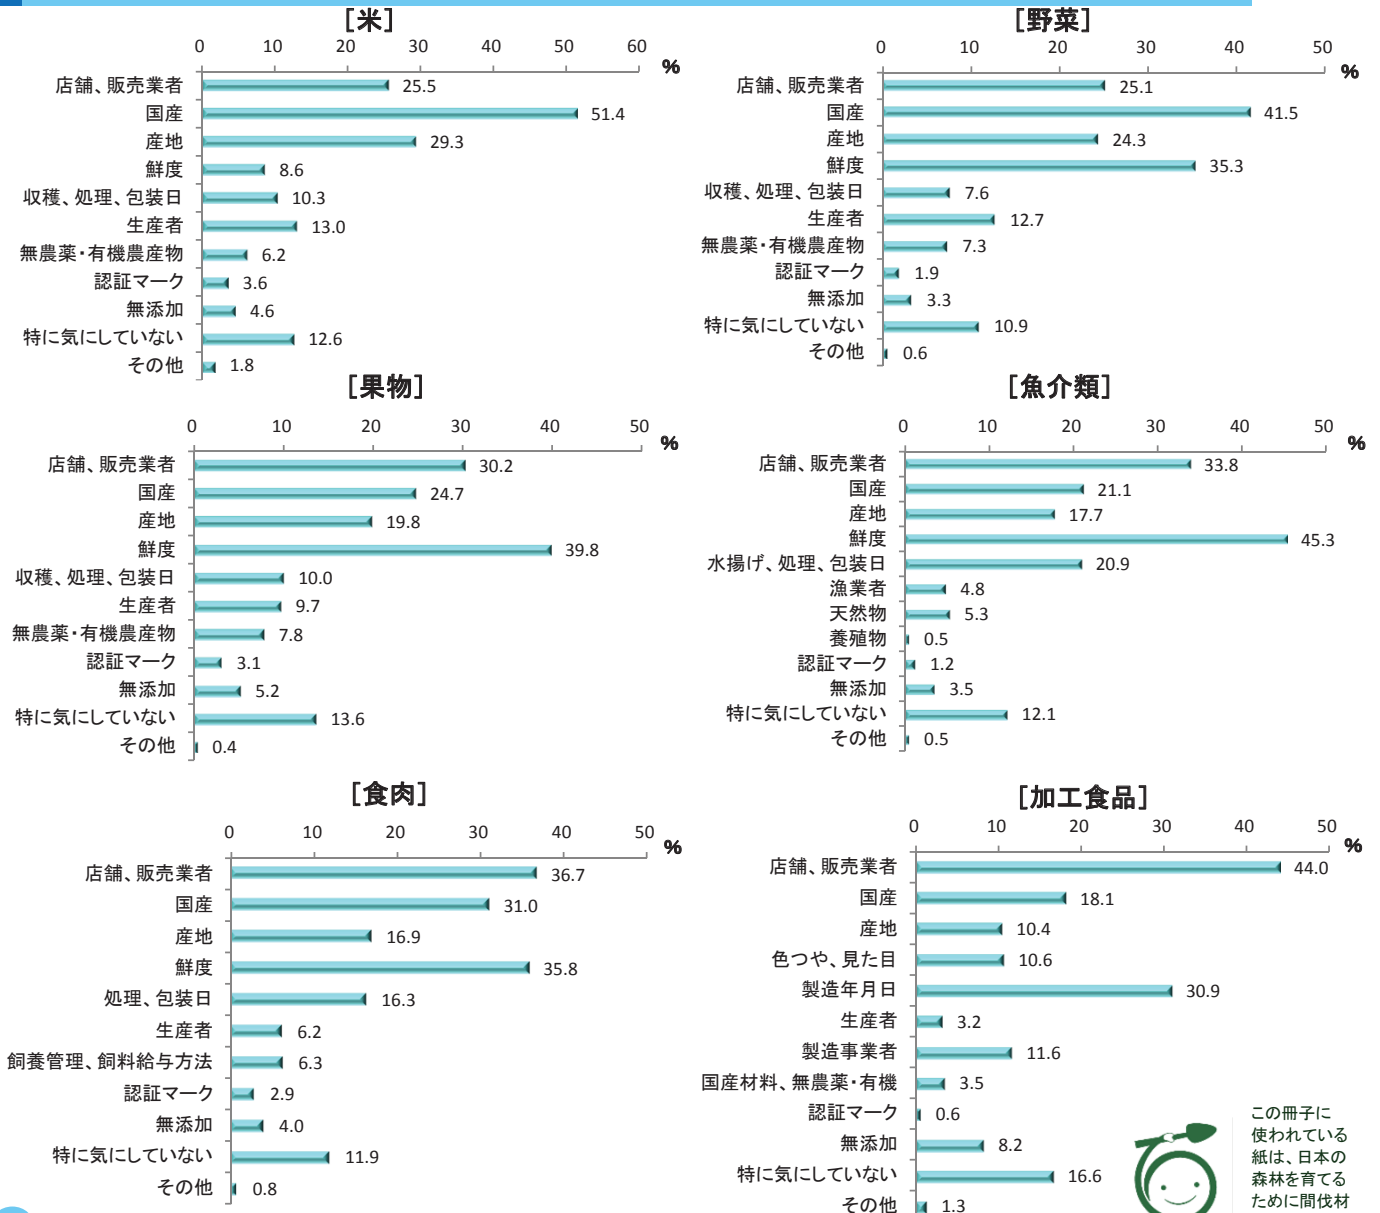 ［米］
0 10 20 30 40 50 60
%
店舗、販売業者 25.5
国産 51.4
産地 29.3
鮮度 8.6
収穫、処理、包装日 10.3
生産者 13.0
無農薬・有機農産物 6.2
認証マーク 3.6
無添加 4.6
特に気にしていない 12.6
その他 1.8
［野菜］
0 10 20 30 40 50
%
店舗、販売業者 25.1
国産 41.5
産地 24.3
鮮度 35.3
収穫、処理、包装日 7.6
生産者 12.7
無農薬・有機農産物 7.3
認証マーク 1.9
無添加 3.3
特に気にしていない 10.9
その他 0.6
［果物］
0 10 20 30 40 50
%
店舗、販売業者 30.2
国産 24.7
産地 19.8
鮮度 39.8
収穫、処理、包装日 10.0
生産者 9.7
無農薬・有機農産物 7.8
認証マーク 3.1
無添加 5.2
特に気にしていない 13.6
その他 0.4
［魚介類］
0 10 20 30 40 50
%
店舗、販売業者 33.8
国産 21.1
産地 17.7
鮮度 45.3
水揚げ、処理、包装日 20.9
漁業者 4.8
天然物 5.3
養殖物 0.5
認証マーク 1.2
無添加 3.5
特に気にしていない 12.1
その他 0.5
［食肉］
0 10 20 30 40 50
%
店舗、販売業者 36.7
国産 31.0
産地 16.9
鮮度 35.8
処理、包装日 16.3
生産者 6.2
飼養管理、飼料給与方法 6.3
認証マーク 2.9
無添加 4.0
特に気にしていない 11.9
その他 0.8
［加工食品］
0 10 20 30 40 50
%
店舗、販売業者 44.0
国産 18.1
産地 10.4
色つや、見た目 10.6
製造年月日 30.9
生産者 3.2
製造事業者 11.6
国産材料、無農薬・有機 3.5
認証マーク 0.6
無添加 8.2
特に気にしていない 16.6
その他 1.3
この冊子に
使われている
紙は、日本の
森林を育てる
ために間伐材